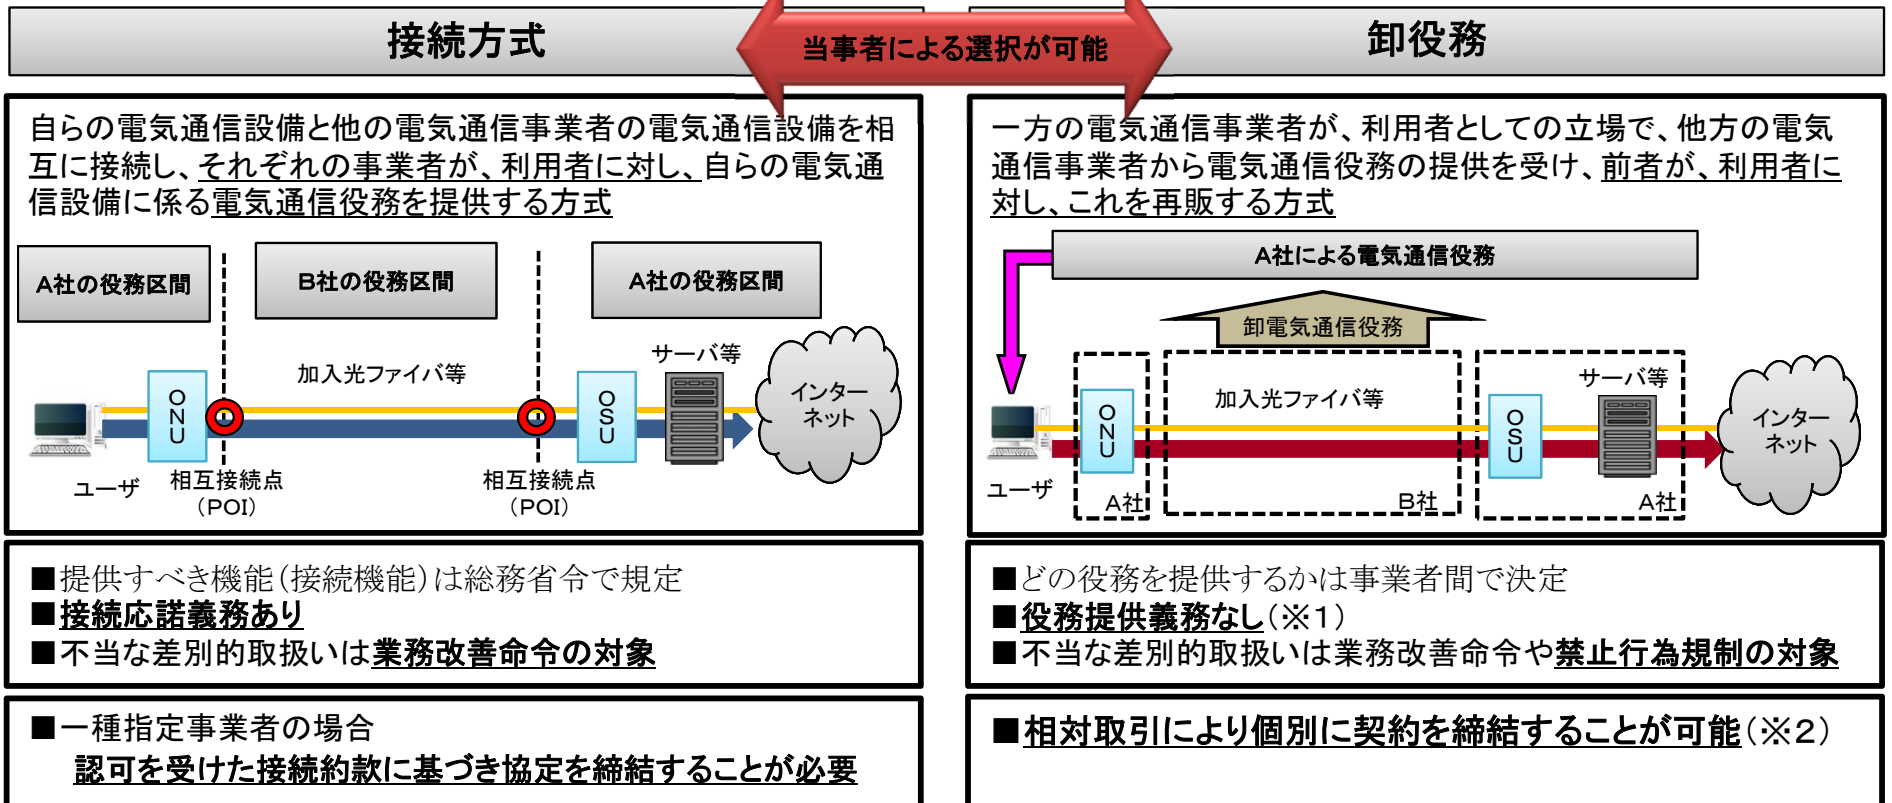 接続方式
当事者による選択が可能
卸役務
自らの電気通信設備と他の電気通信事業者の電気通信設備を相
互に接続し、それぞれの事業者が、利用者に対し、自らの電気通
信設備に係る電気通信役務を提供する方式
A社の役務区間
B社の役務区間
A社の役務区間
サーバ等
加入光ファイバ等
ONU
OSU
インター
ネット
ユーザ
相互接続点
(POI)
相互接続点
(POI)
一方の電気通信事業者が、利用者としての立場で、他方の電気
通信事業者から電気通信役務の提供を受け、前者が、利用者に
対し、これを再販する方式
A社による電気通信役務
卸電気通信役務
サーバ等
加入光ファイバ等
ONU
OSU
インター
ネット
ユーザ
A社
B社
A社
■提供すべき機能(接続機能)は総務省令で規定
■接続応諾義務あり
■不当な差別的取扱いは業務改善命令の対象
■どの役務を提供するかは事業者間で決定
■役務提供義務なし(※1)
■不当な差別的取扱いは業務改善命令や禁止行為規制の対象
■一種指定事業者の場合
認可を受けた接続約款に基づき協定を締結することが必要
■相対取引により個別に契約を締結することが可能(※2)